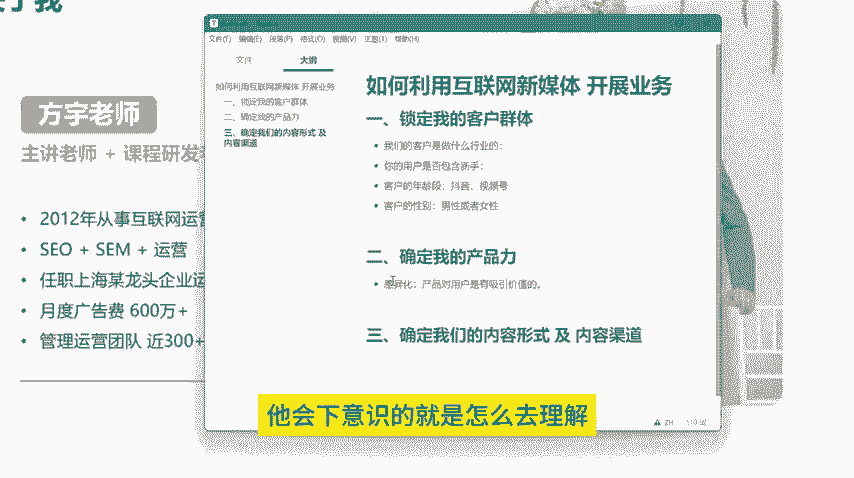 方宇老师
主讲老师 + 课程研发
2012年从事互联网运营
SEO + SEM + 运营
任职上海某龙头企业运
月度广告费 600万+
管理运营团队 近300+
文件(F) 编辑(E) 段落(P) 格式(O) 视图(V) 主题(T) 帮助(H)
大纲
如何利用互联网新媒体 开展业务
一、锁定我的客户群体
二、确定我的产品力
三、确定我们的内容形式 及
内容渠道
如何利用互联网新媒体 开展业务
一、锁定我的客户群体
我们的客户是做什么行业的：
你的用户是否包含新手：
客户的年龄段：抖音、视频号
客户的性别：男性或者女性
二、确定我的产品力
差异化：产品对用户是有吸引价值的。
三、确定我们的内容形式 及 内容渠道
ZH
他会下意识的就是怎么去理解